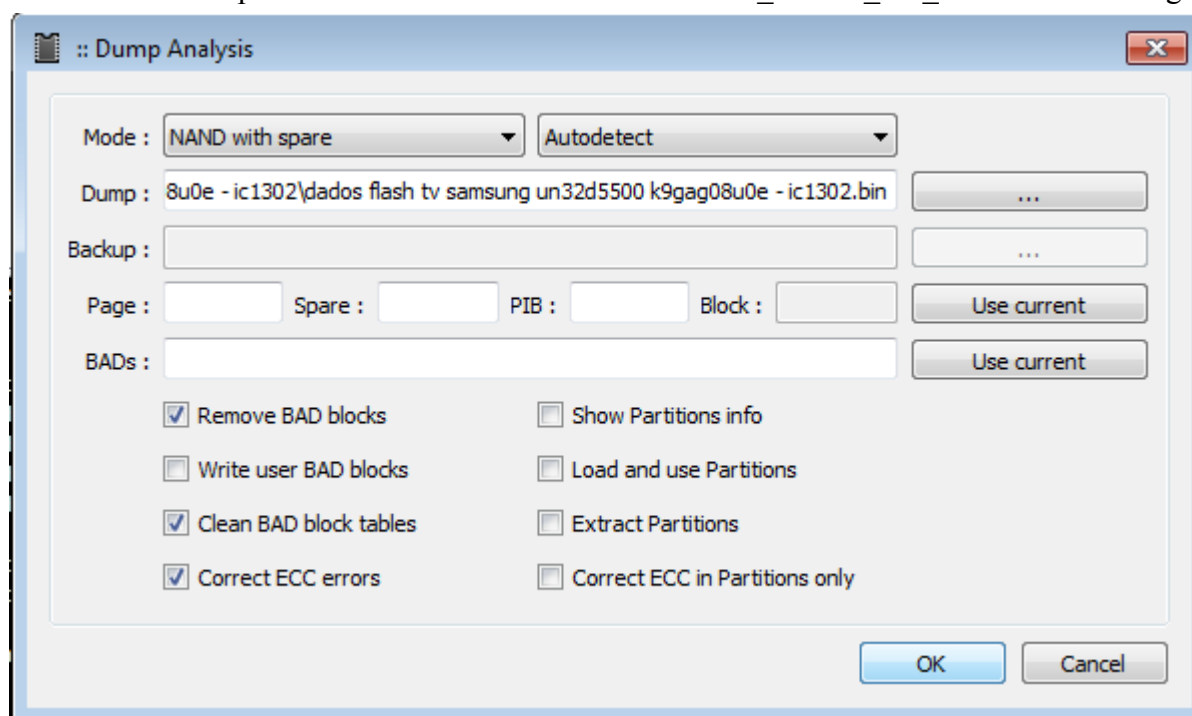 :: Dump Analysis
Mode : NAND with spare Autodetect
Dump : 8u0e - ic1302\dados flash tv samsung un32d5500 k9gag08u0e - ic1302.bin ...
Backup : ...
Page : Spare : PIB : Block : Use current
BADs : Use current
Remove BAD blocks Show Partitions info
Write user BAD blocks Load and use Partitions
Clean BAD block tables Extract Partitions
Correct ECC errors Correct ECC in Partitions only
OK Cancel